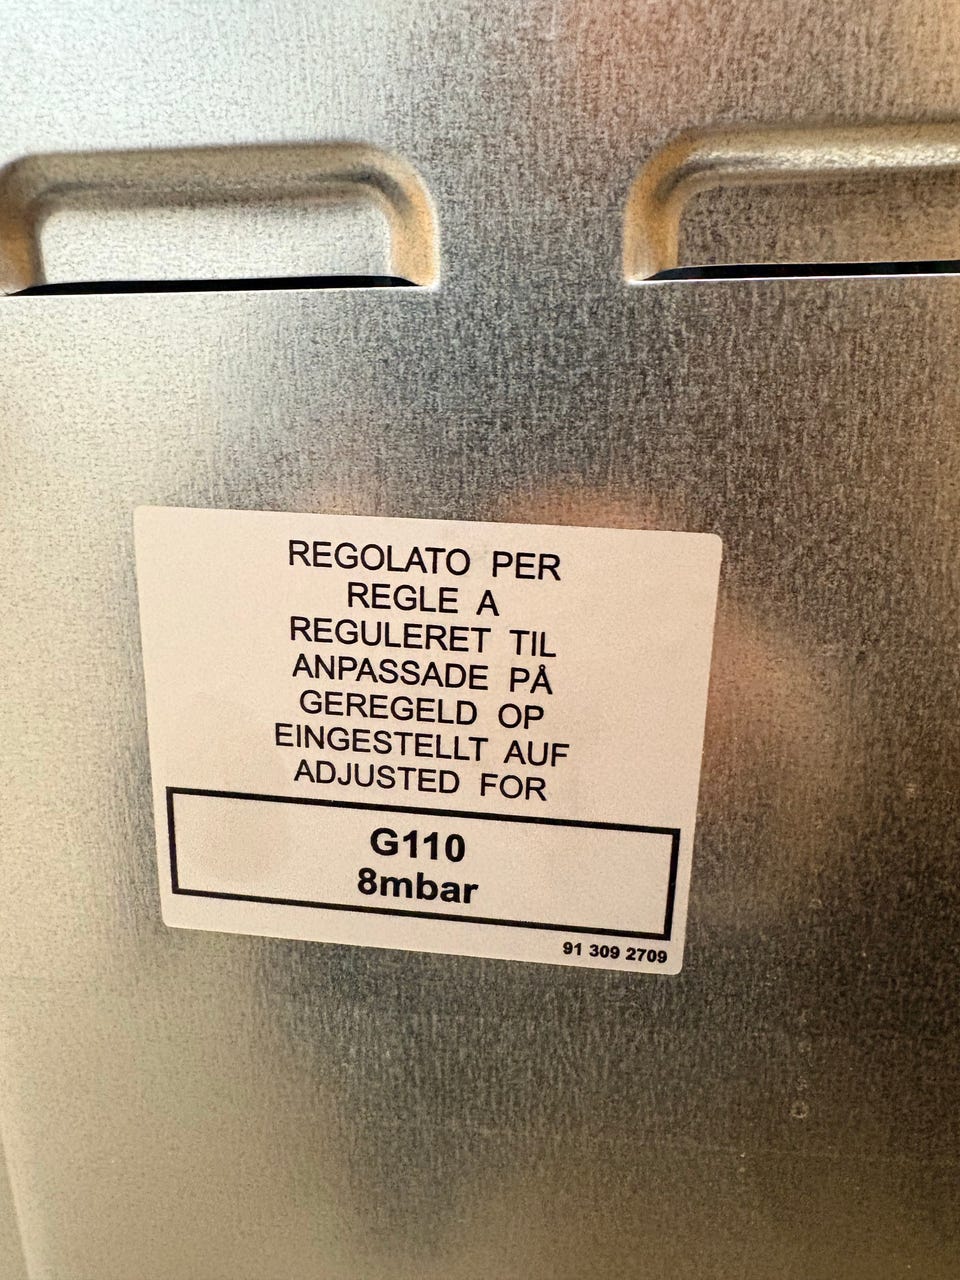 REGOLATO PER
REGLE A
REGULERET TIL
ANPASSADE PÅ
GEREGELD OP
EINGESTELLT AUF
ADJUSTED FOR
G110
8mbar
91 309 2709